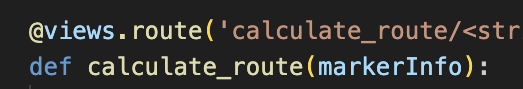 @views.route('calculate_route/<str
def calculate_route(markerInfo):